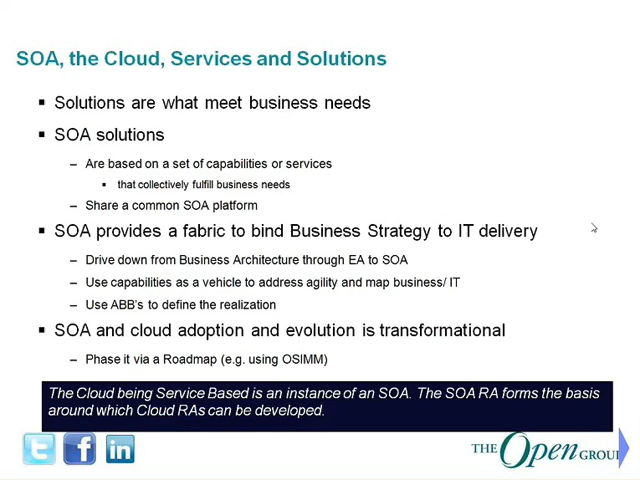 SOA, the Cloud, Services and Solutions
Solutions are what meet business needs
SOA solutions
– Are based on a set of capabilities or services
that collectively fulfill business needs
– Share a common SOA platform
SOA provides a fabric to bind Business Strategy to IT delivery
– Drive down from Business Architecture through EA to SOA
– Use capabilities as a vehicle to address agility and map business/ IT
– Use ABB's to define the realization
SOA and cloud adoption and evolution is transformational
– Phase it via a Roadmap (e.g. using OSIMM)
The Cloud being Service Based is an instance of an SOA. The SOA RA forms the basis
around which Cloud RAs can be developed.
THE Open GROUP